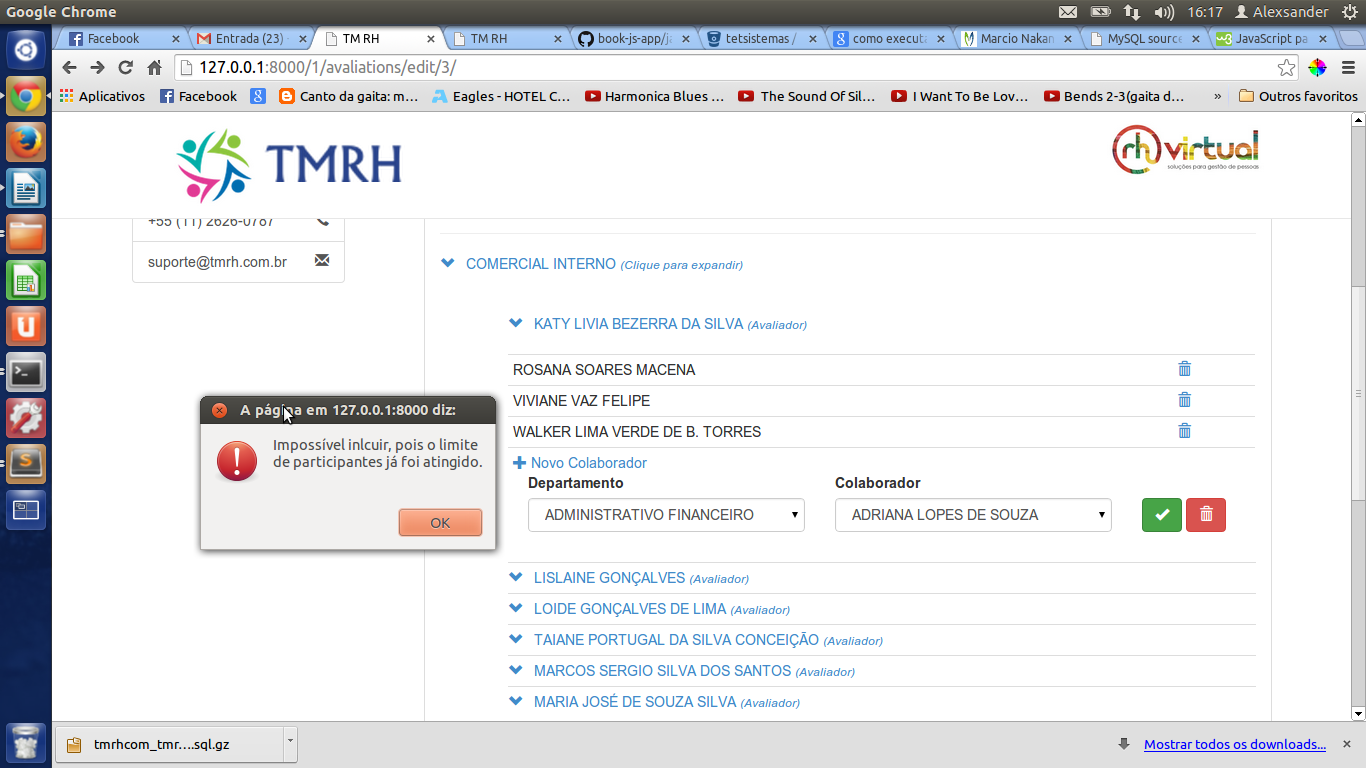 Google Chrome
16:17 Alexsander
Facebook
Entrada (23)
TM RH
TM RH
book-js-app/ja
tetsistemas /
como executa
Marcio Nakan
MySQL source
JavaScript pa
127.0.0.1:8000/1/avaliations/edit/3/
Aplicativos
Facebook
Canto da gaita: m...
Eagles - HOTEL C...
Harmonica Blues ...
The Sound Of Sil...
I Want To Be Lov...
Bends 2-3(gaita d...
»
Outros favoritos
TMRH
rh virtual
soluções para gestão de pessoas
+55 (11) 2626-0787
suporte@tmrh.com.br
COMERCIAL INTERNO (Clique para expandir)
KATY LIVIA BEZERRA DA SILVA (Avaliador)
ROSANA SOARES MACENA
VIVIANE VAZ FELIPE
WALKER LIMA VERDE DE B. TORRES
Novo Colaborador
Departamento
Colaborador
ADMINISTRATIVO FINANCEIRO
ADRIANA LOPES DE SOUZA
A página em 127.0.0.1:8000 diz:
Impossível inlcuir, pois o limite
de participantes já foi atingido.
OK
LISLAINE GONÇALVES (Avaliador)
LOIDE GONÇALVES DE LIMA (Avaliador)
TAIANE PORTUGAL DA SILVA CONCEIÇÃO (Avaliador)
MARCOS SERGIO SILVA DOS SANTOS (Avaliador)
MARIA JOSÉ DE SOUZA SILVA (Avaliador)
tmrhcom_tmr....sql.gz
Mostrar todos os downloads...